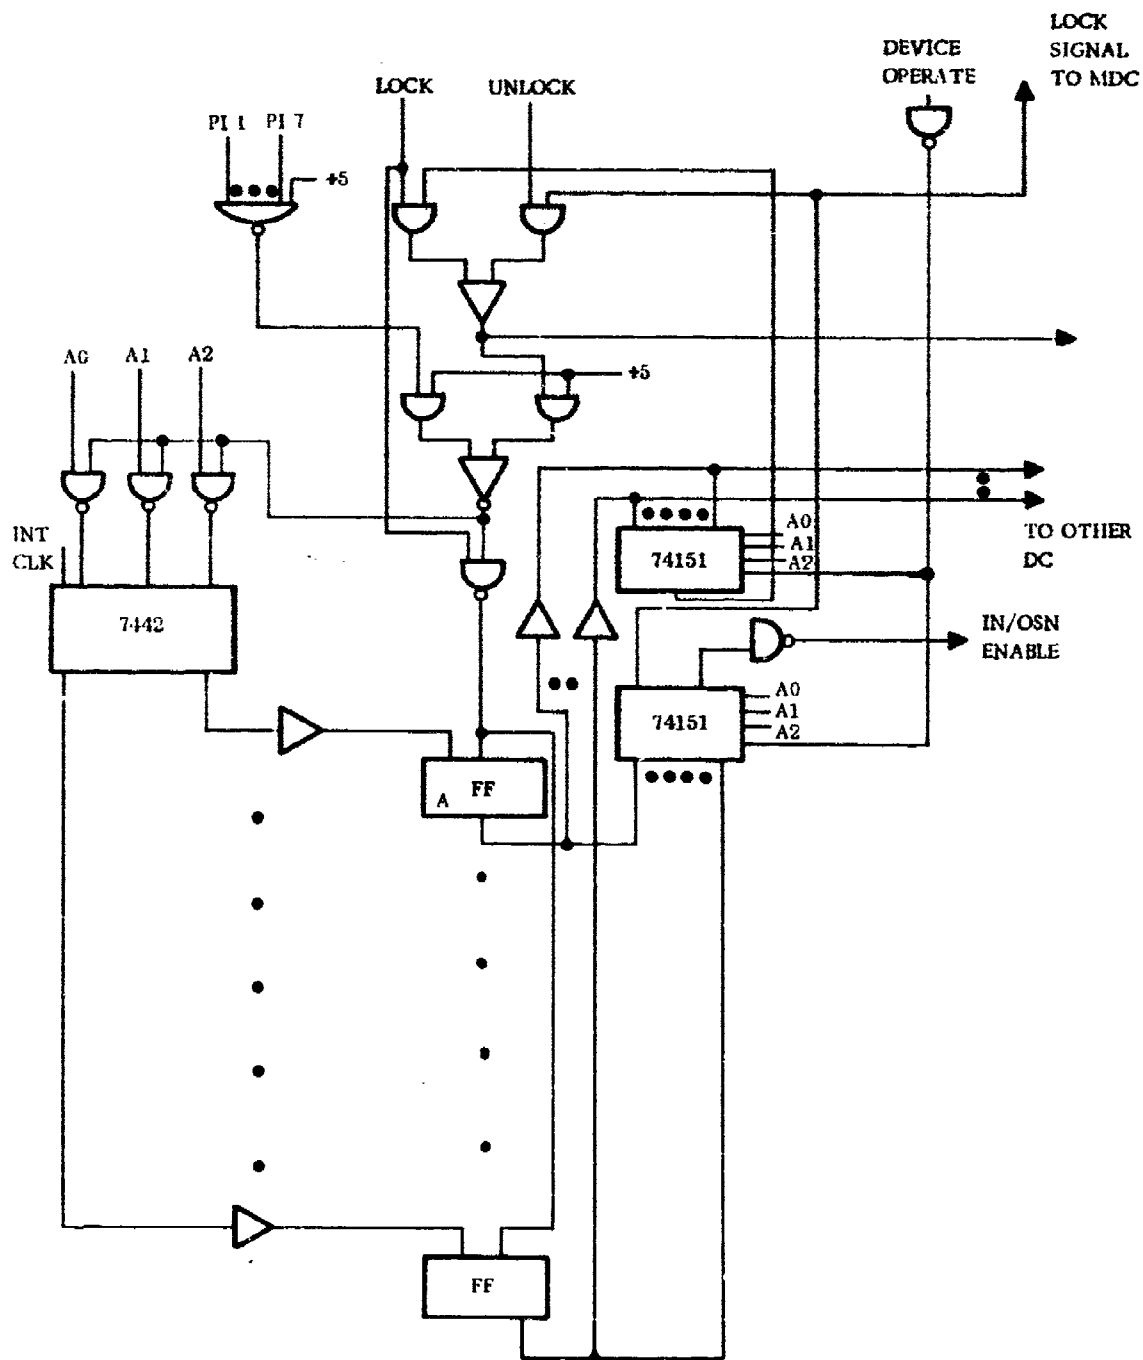 LOCK
SIGNAL
TO MDC
DEVICE
OPERATE
LOCK
UNLOCK
PI 1
PI 7
+5
A0
A1
A2
+5
INT
CLK
7442
74151
A0
A1
A2
TO OTHER
DC
IN/OSN
ENABLE
74151
A0
A1
A2
FF
A
FF